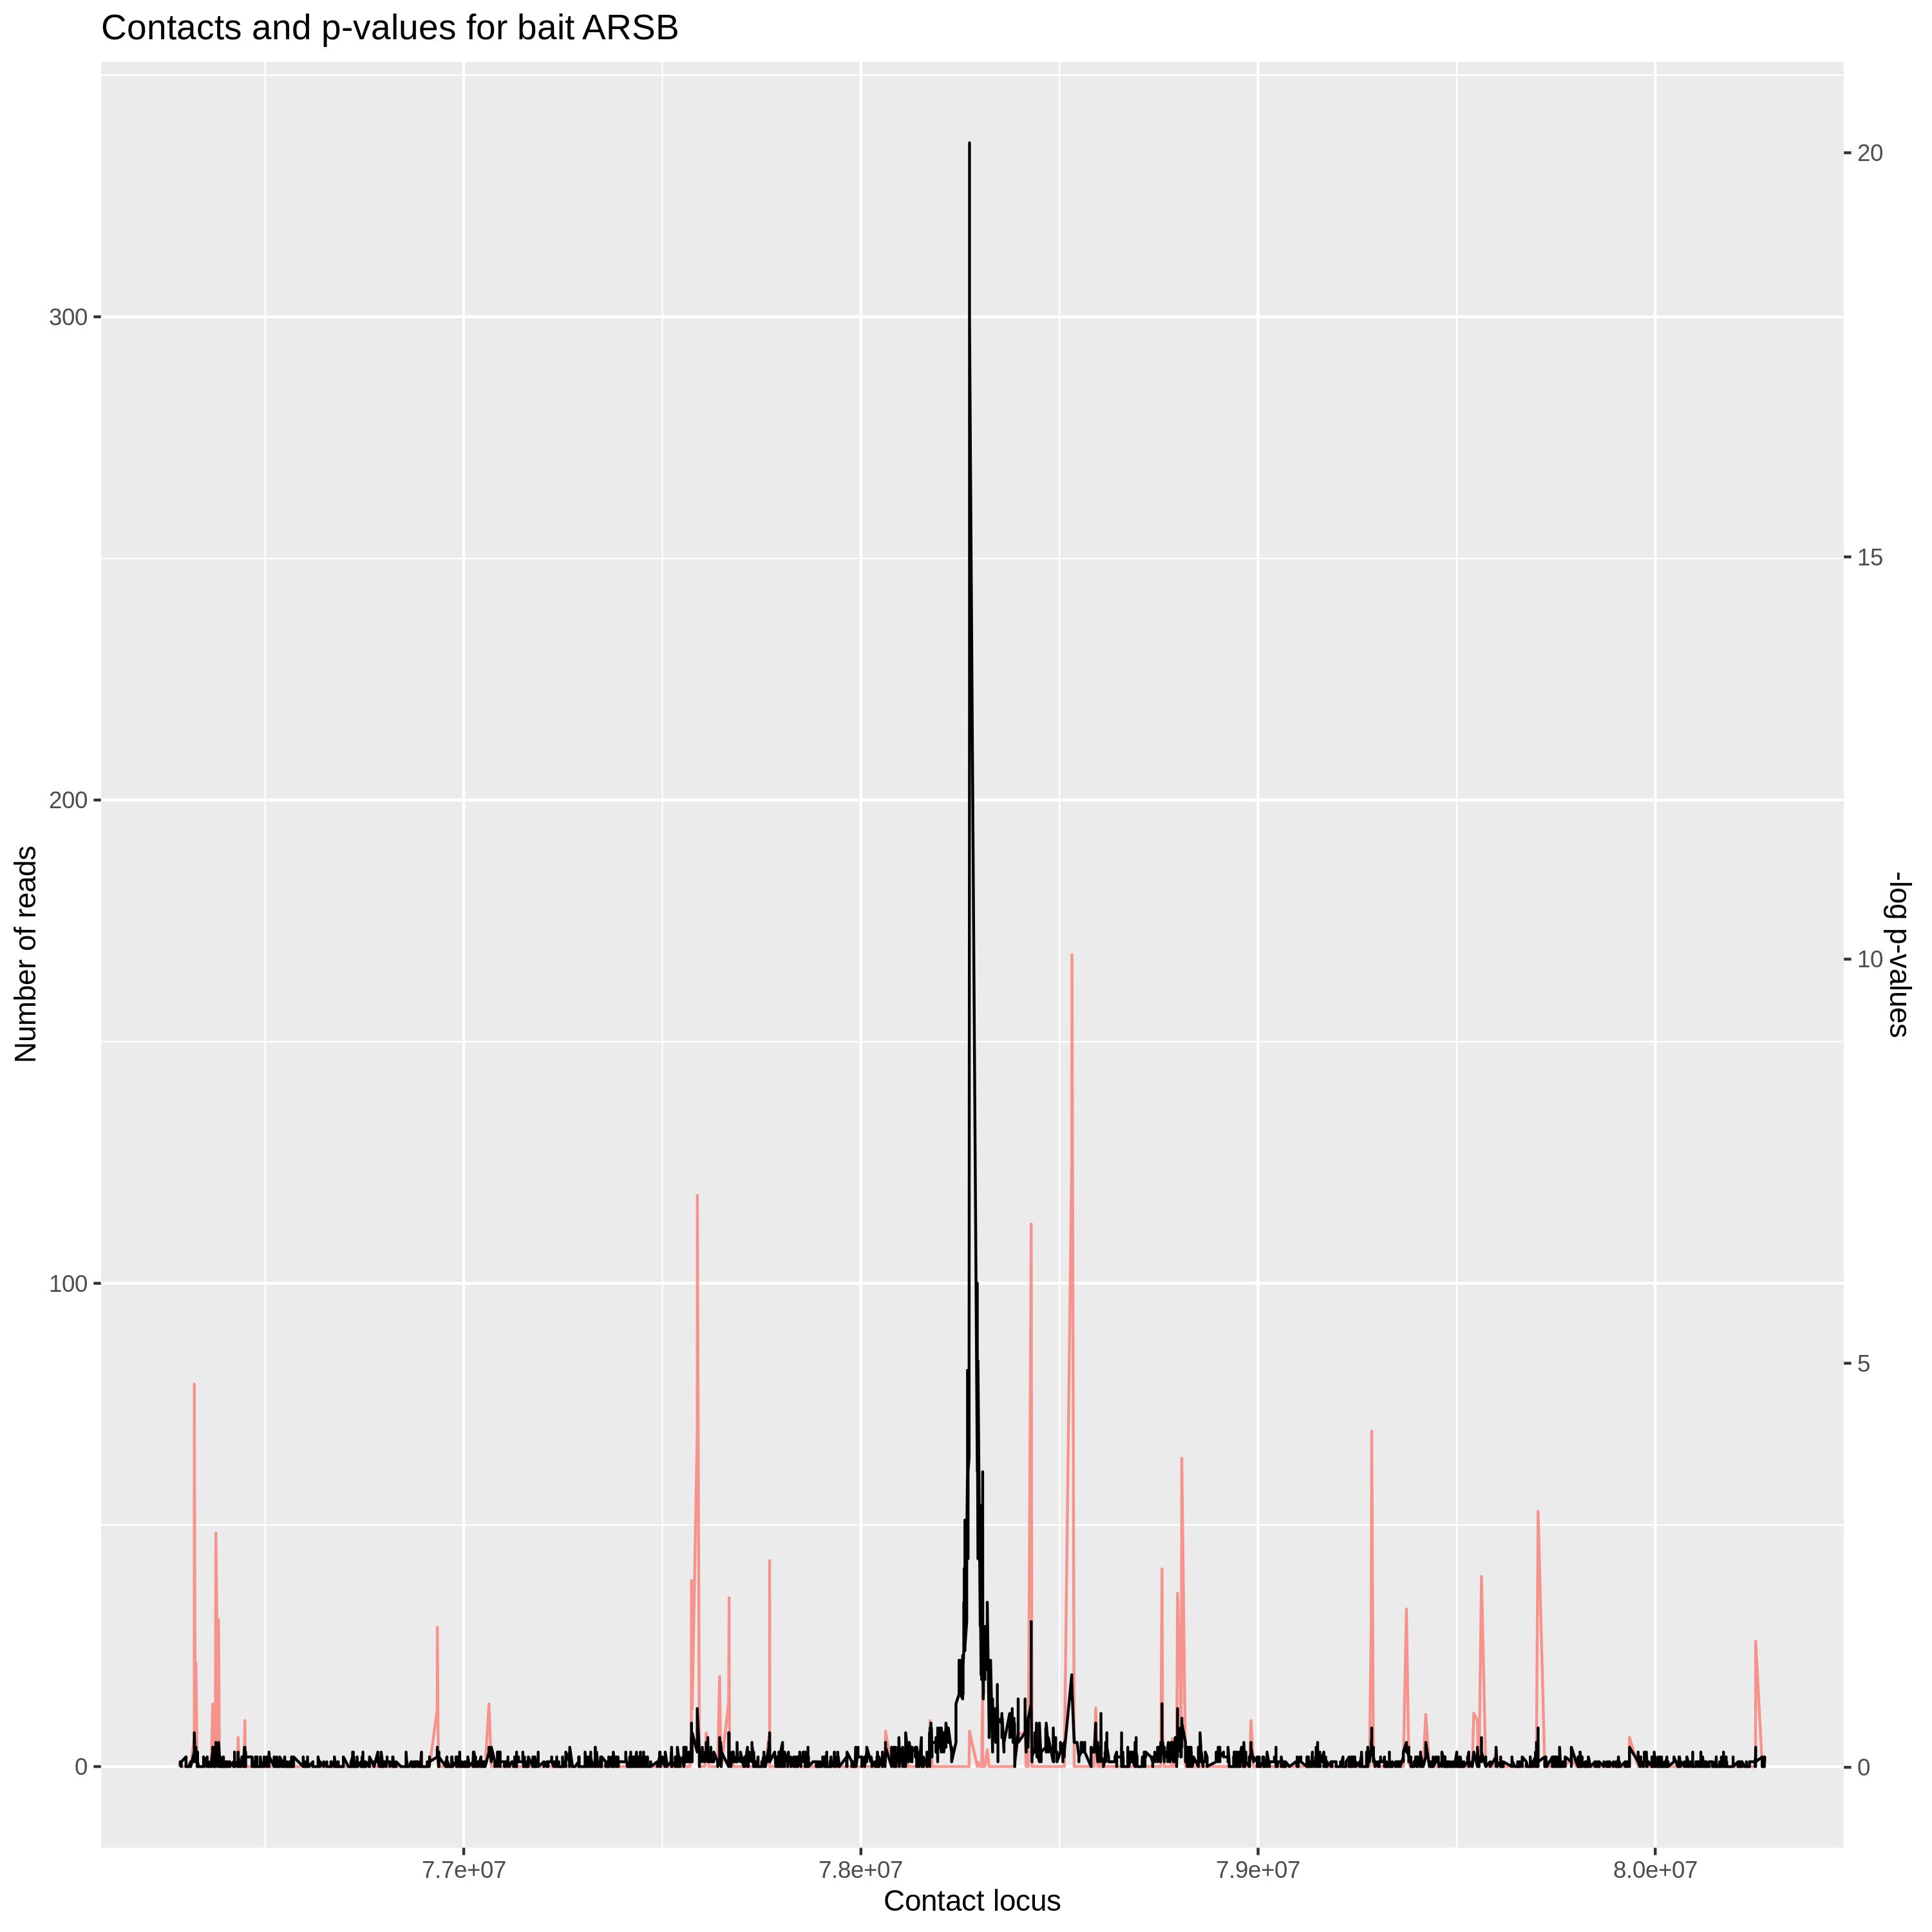 Contacts and p-values for bait ARSB
300
200
100
0
20
15
10
5
0
Number of reads
-log p-values
7.7e+07
7.8e+07
7.9e+07
8.0e+07
Contact locus